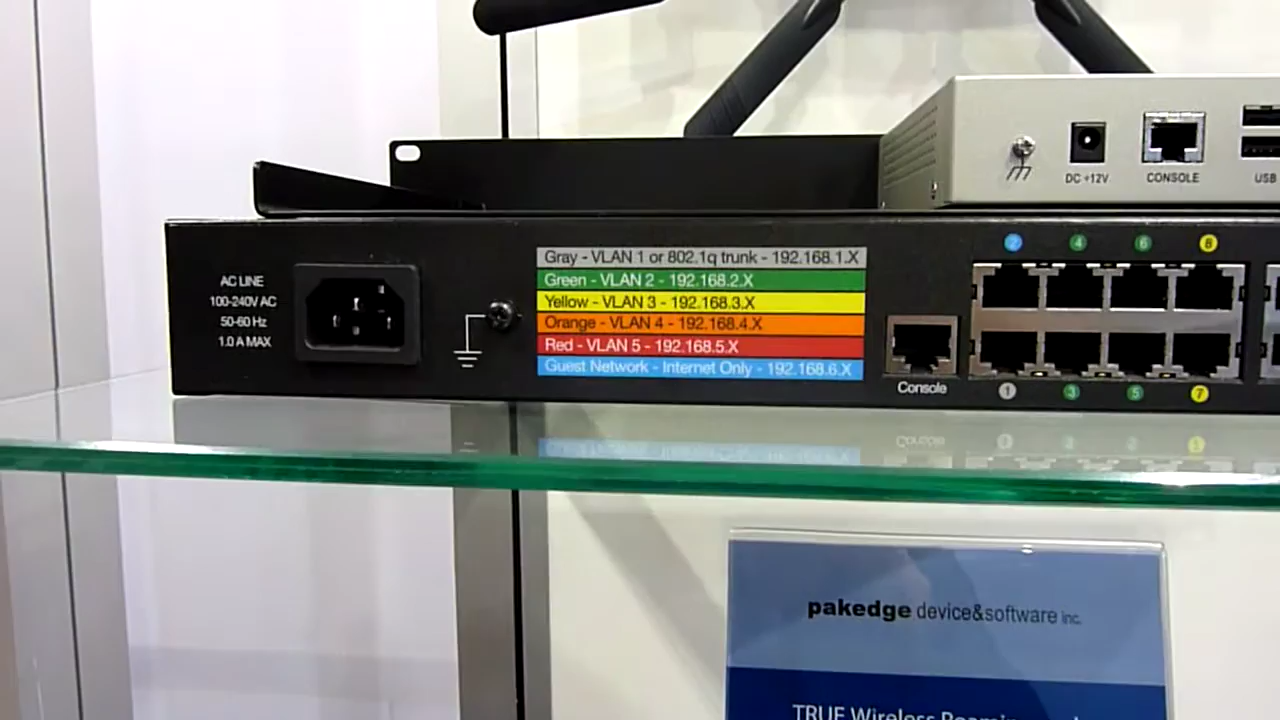 DC +12V
CONSOLE
USB
AC LINE
100-240V AC
50-60 Hz
1.0 A MAX
Gray - VLAN 1 or 802.1q trunk - 192.168.1.X
Green - VLAN 2 - 192.168.2.X
Yellow - VLAN 3 - 192.168.3.X
Orange - VLAN 4 - 192.168.4.X
Red - VLAN 5 - 192.168.5.X
Guest Network - Internet Only - 192.168.6.X
2 4 6 8
Console
1 3 5 7
pakedge device&software inc.
TRUE Wireless